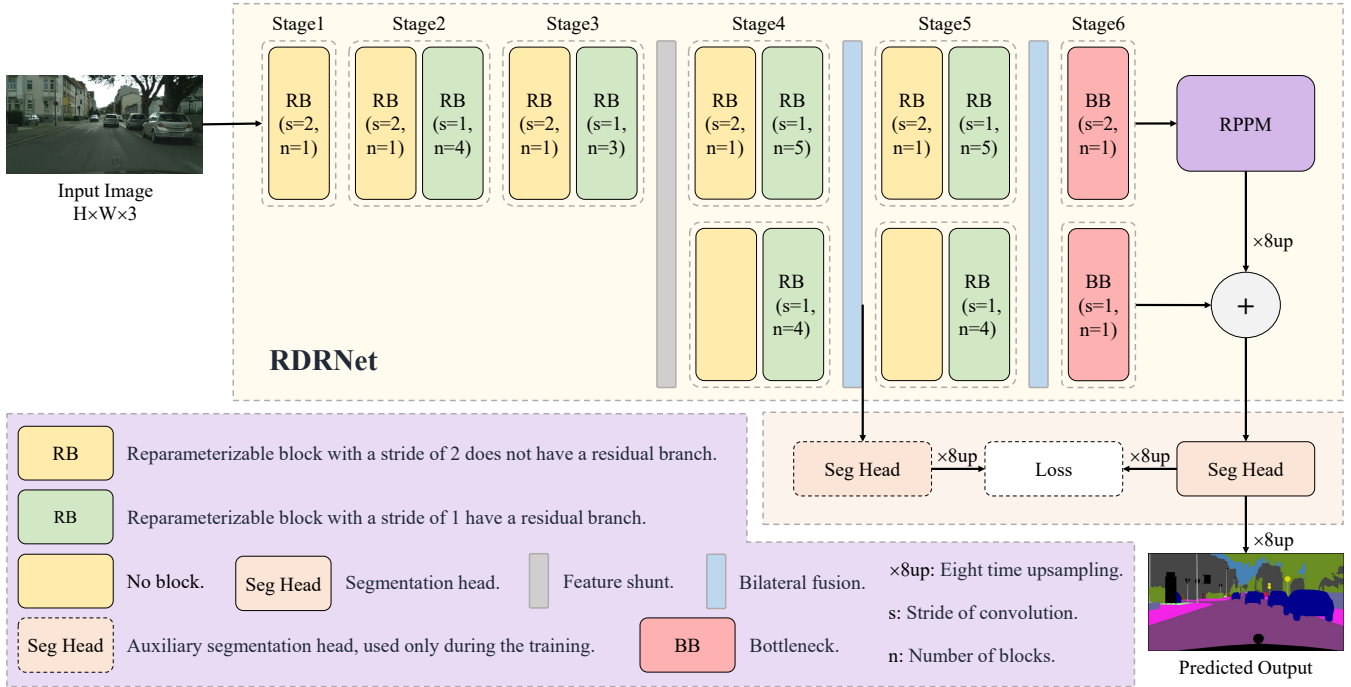 Stage1
Stage2
Stage3
Stage4
Stage5
Stage6
RB
(s=2,
n=1)
RB
(s=2,
n=1)
RB
(s=1,
n=4)
RB
(s=2,
n=1)
RB
(s=1,
n=3)
RB
(s=2,
n=1)
RB
(s=1,
n=5)
RB
(s=2,
n=1)
RB
(s=1,
n=5)
BB
(s=2,
n=1)
RPPM
Input Image
H×W×3
×8up
RB
(s=1,
n=4)
RB
(s=1,
n=4)
BB
(s=1,
n=1)
+
RDRNet
Seg Head
×8up
Loss
×8up
Seg Head
×8up
Predicted Output
RB
Reparameterizable block with a stride of 2 does not have a residual branch.
RB
Reparameterizable block with a stride of 1 have a residual branch.
No block.
Seg Head
Segmentation head.
Feature shunt.
Bilateral fusion.
×8up: Eight time upsampling.
s: Stride of convolution.
Seg Head
Auxiliary segmentation head, used only during the training.
BB
Bottleneck.
n: Number of blocks.